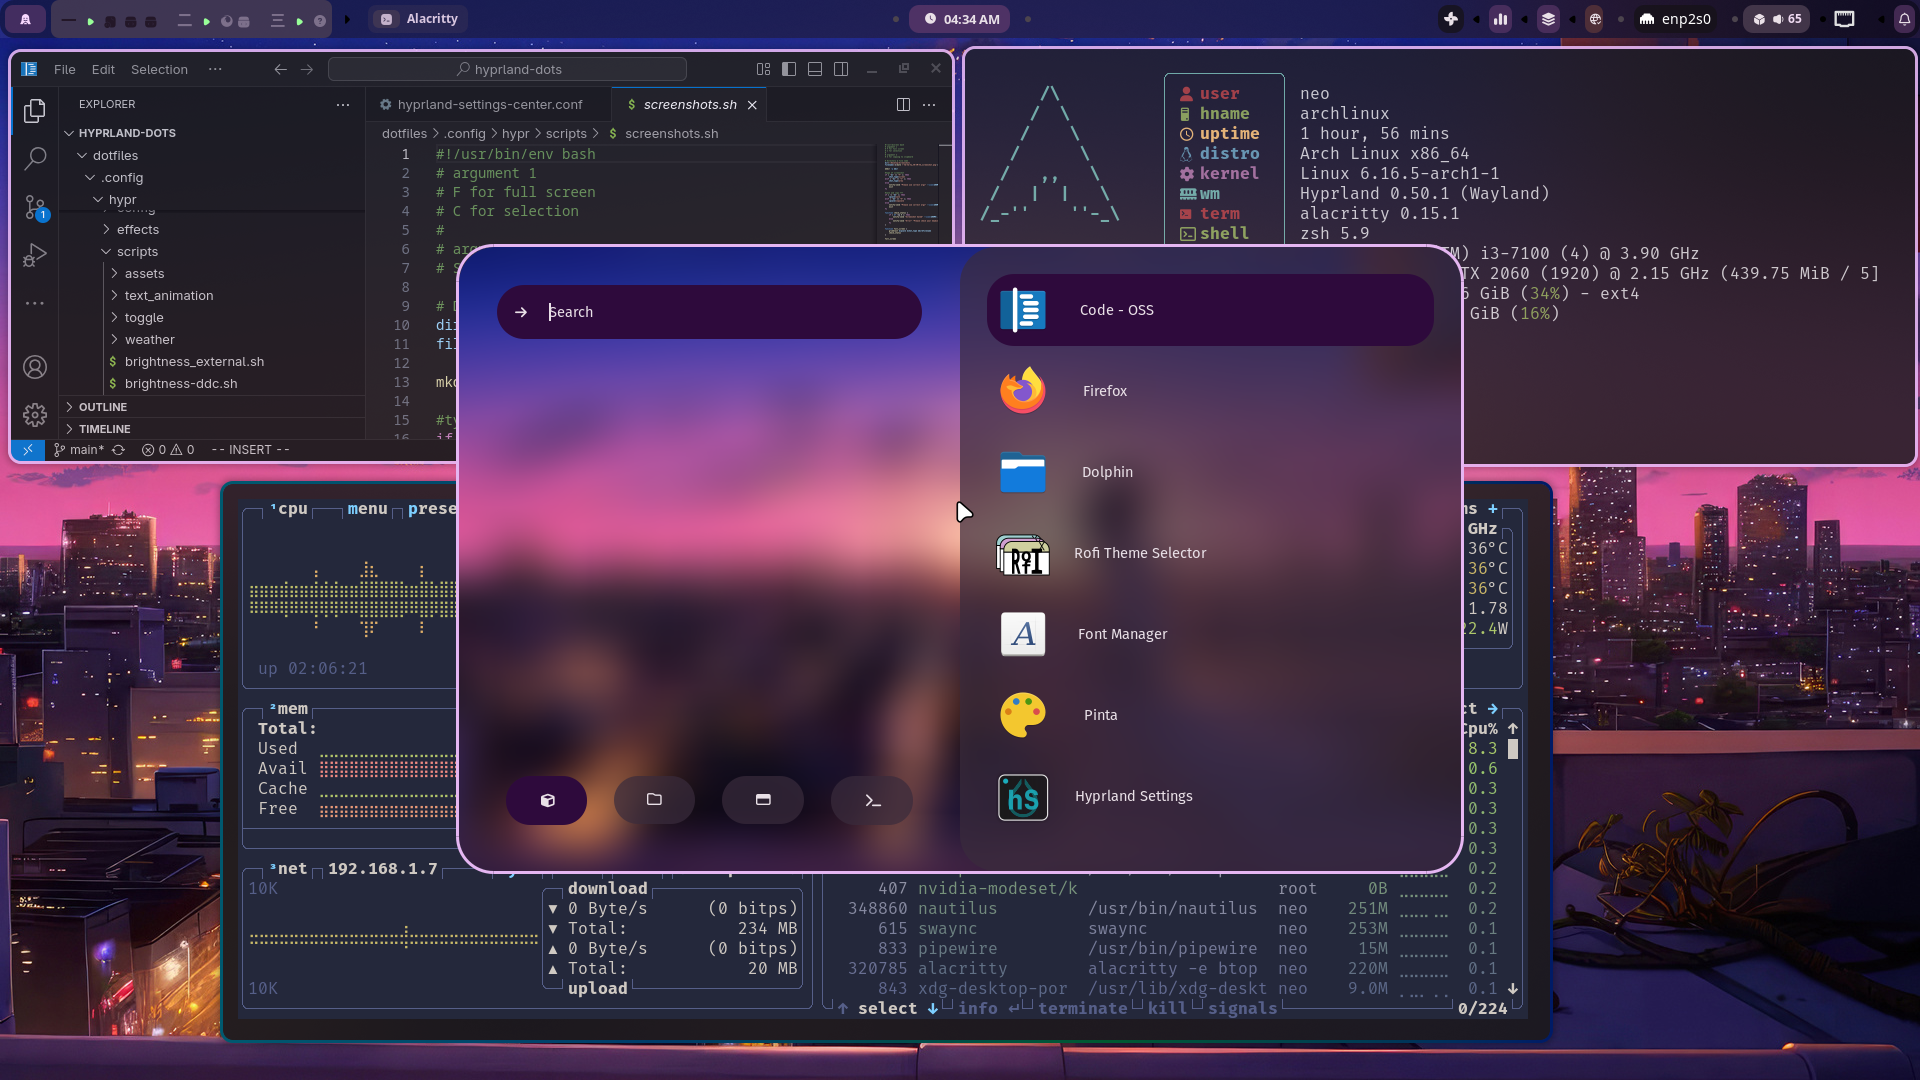 Alacritty
04:34 AM
enp2s0
65
File Edit Selection ···
hyprland-dots
EXPLORER
HYPRLAND-DOTS
dotfiles
.config
hypr
effects
scripts
assets
text_animation
toggle
weather
$ brightness_external.sh
$ brightness-ddc.sh
OUTLINE
TIMELINE
1
main* 0 0 -- INSERT --
hyprland-settings-center.conf
$ screenshots.sh
dotfiles > .config > hypr > scripts > $ screenshots.sh
1 #!/usr/bin/env bash
2 # argument 1
3 # F for full screen
4 # C for selection
5 #
6 # arg
7 # S
8
9 # D
10 dir
11 fil
12
13 mkd
14
15 #ty
16 if
user neo
hname archlinux
uptime 1 hour, 56 mins
distro Arch Linux x86_64
kernel Linux 6.16.5-arch1-1
wm Hyprland 0.50.1 (Wayland)
term alacritty 0.15.1
shell zsh 5.9
M) i3-7100 (4) @ 3.90 GHz
TX 2060 (1920) @ 2.15 GHz (439.75 MiB / 5]
GiB (34%) - ext4
GiB (16%)
Search
Code - OSS
Firefox
Dolphin
Rofi Theme Selector
Font Manager
Pinta
Hyprland Settings
¹cpu menu prese
up 02:06:21
²mem
Total:
Used
Avail
Cache
Free
ms +
GHz
36°C
36°C
36°C
1.78
22.4W
³net 192.168.1.7
10K
10K
download
▼ 0 Byte/s (0 bitps)
▼ Total: 234 MB
▲ 0 Byte/s (0 bitps)
▲ Total: 20 MB
upload
ct →
Cpu% ↑
8.3
0.6
0.3
0.3
0.3
0.3
0.2
407 nvidia-modeset/k root 0B 0.2
348860 nautilus /usr/bin/nautilus neo 251M 0.2
615 swaync swaync neo 253M 0.1
833 pipewire /usr/bin/pipewire neo 15M 0.1
320785 alacritty alacritty -e btop neo 220M 0.1
843 xdg-desktop-por /usr/lib/xdg-deskt neo 9.0M 0.1 ↓
↑ select ↓ info ↵ terminate kill signals 0/224